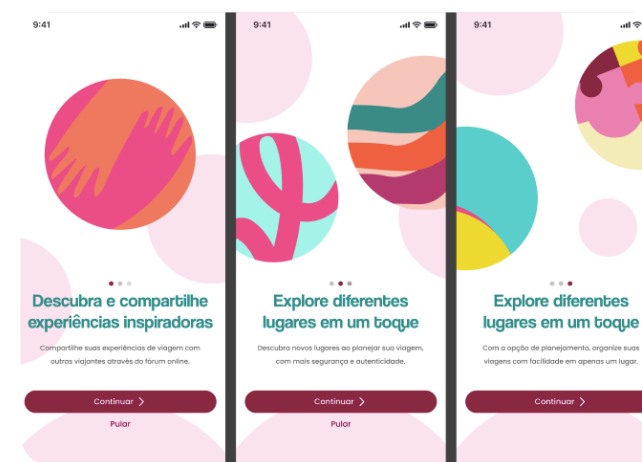 9:41
Descubra e compartilhe
experiências inspiradoras
Compartilhe suas experiências de viagem com
outros viajantes através do fórum online.
Continuar
Pular
9:41
Explore diferentes
lugares em um toque
Descubra novos lugares ao planejar sua viagem,
com mais segurança e autenticidade.
Continuar
Pular
9:41
Explore diferentes
lugares em um toque
Com a opção de planejamento, organize suas
viagens com facilidade em apenas um lugar.
Continuar